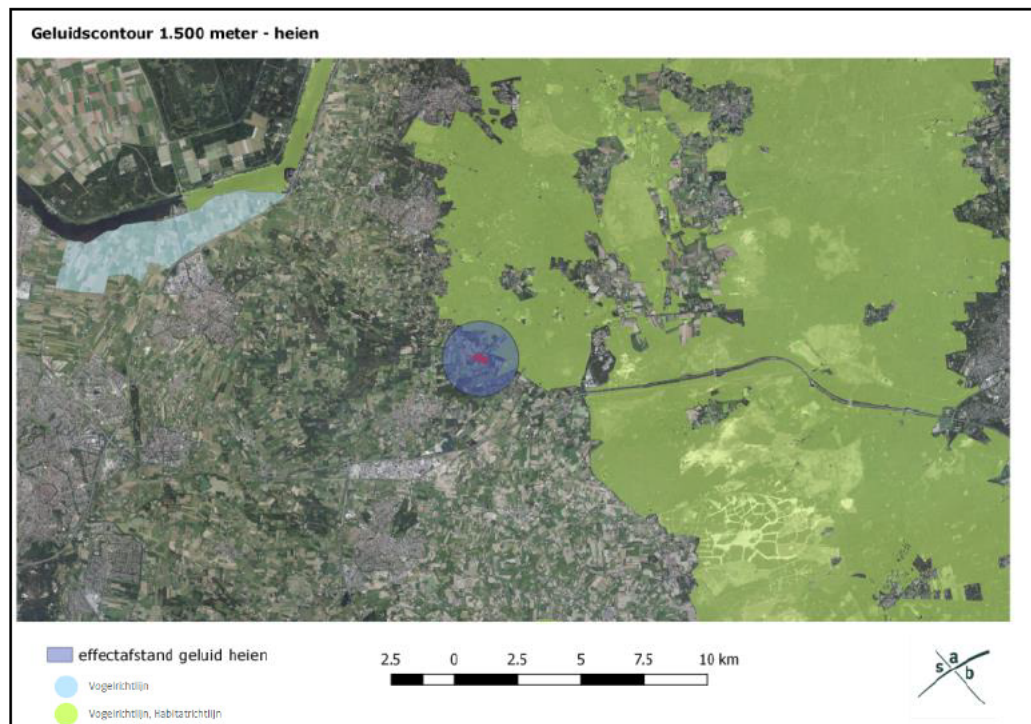 Geluidscontour 1.500 meter - heien
effectafstand geluid heien
Vogelrichtlijn
Vogelrichtlijn, Habitatrichtlijn
2.5 0 2.5 5 7.5 10 km
s a b